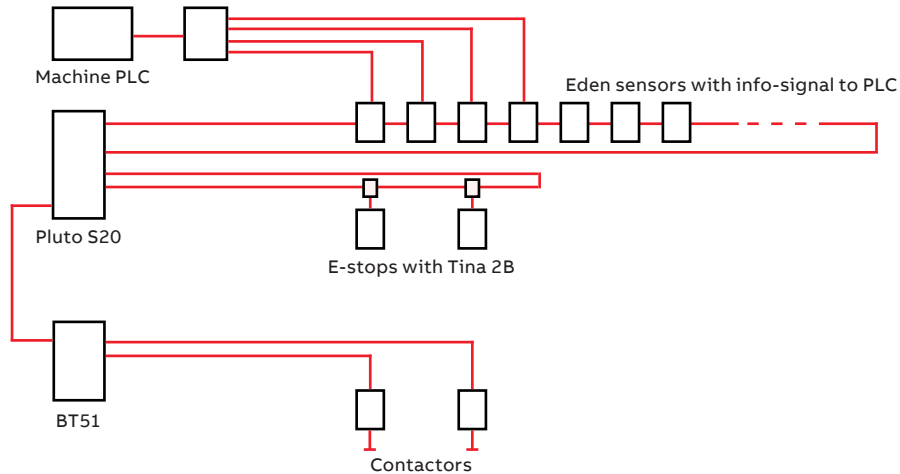 Machine PLC
Eden sensors with info-signal to PLC
Pluto S20
E-stops with Tina 2B
BT51
Contactors